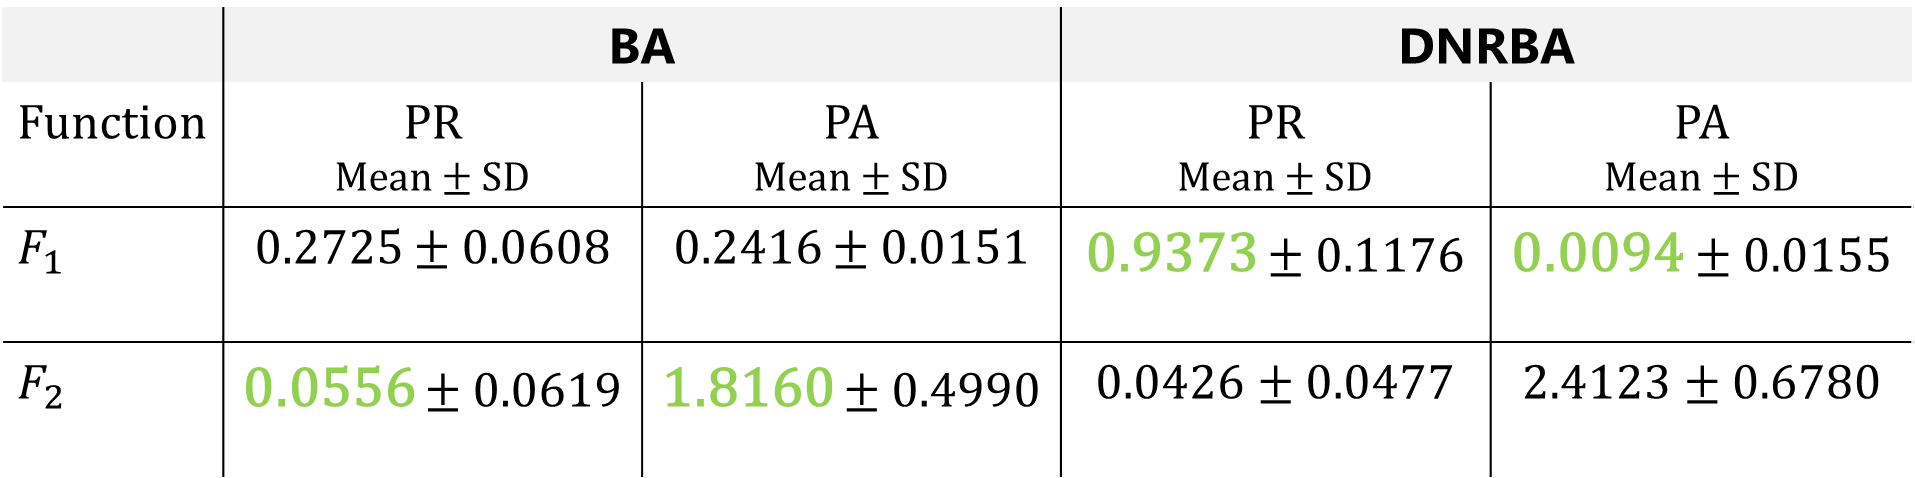 BA DNRBA
Function PR PA PR PA
Mean ± SD Mean ± SD Mean ± SD Mean ± SD
F₁ 0.2725 ± 0.0608 0.2416 ± 0.0151 0.9373 ± 0.1176 0.0094 ± 0.0155
F₂ 0.0556 ± 0.0619 1.8160 ± 0.4990 0.0426 ± 0.0477 2.4123 ± 0.6780